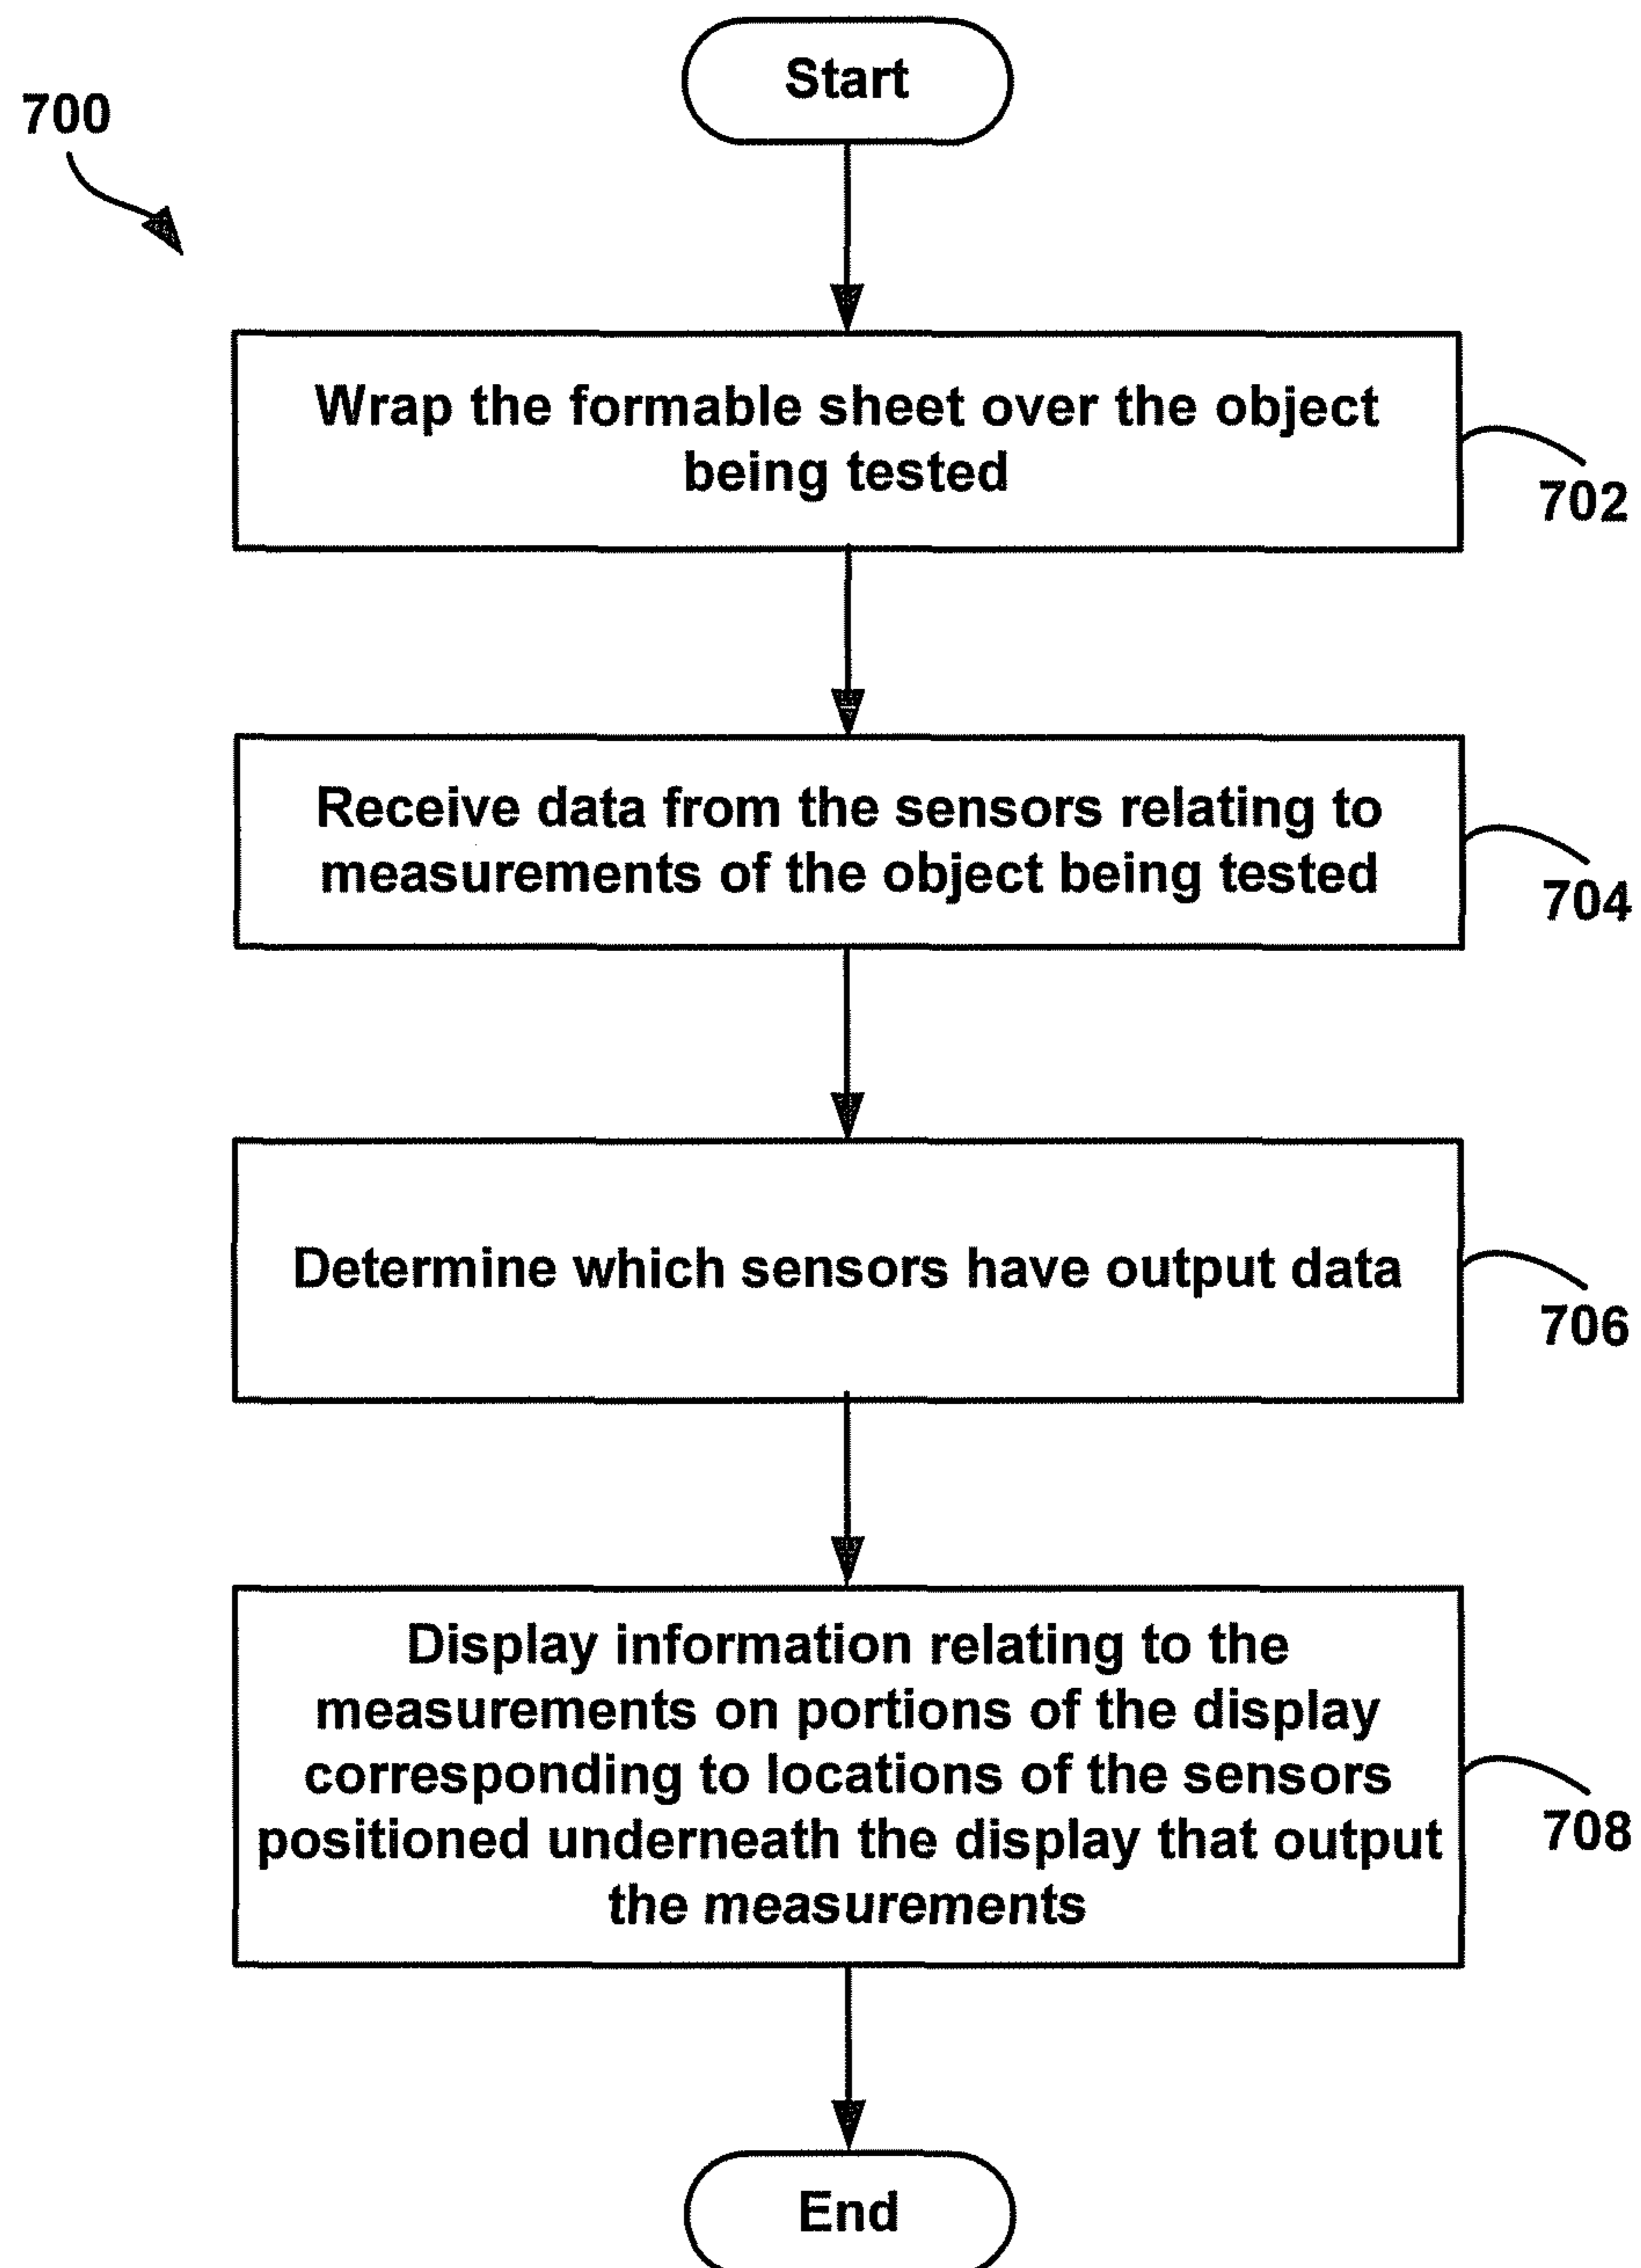 Start
700
Wrap the formable sheet over the object
being tested
702
Receive data from the sensors relating to
measurements of the object being tested
704
Determine which sensors have output data
706
Display information relating to the
measurements on portions of the display
corresponding to locations of the sensors
positioned underneath the display that output
the measurements
708
End